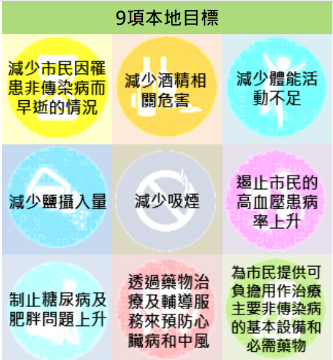 9項本地目標
減少市民因罹
患非傳染病而
早逝的情況
減少酒精相
關危害
減少體能活
動不足
減少鹽攝入量
減少吸煙
遏止市民的
高血壓患病
率上升
制止糖尿病及
肥胖問題上升
透過藥物治
療及輔導服
務來預防心
臟病和中風
為市民提供可
負擔用作治療
主要非傳染病
的基本設備和
必需藥物